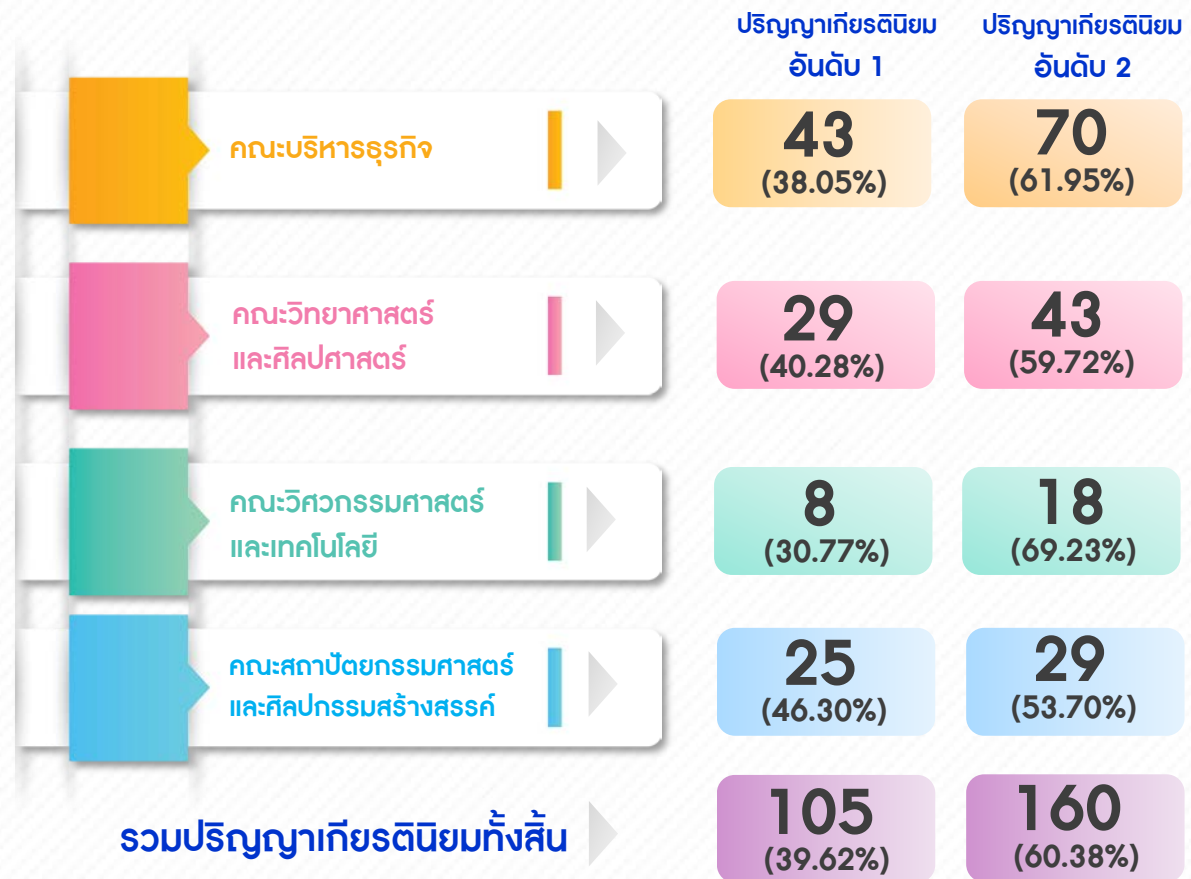 ปริญญาเกียรตินิยม ปริญญาเกียรตินิยม
อันดับ 1 อันดับ 2
คณะบริหารธุรกิจ
43 70
(38.05%) (61.95%)
คณะวิทยาศาสตร์
และศิลปศาสตร์
29 43
(40.28%) (59.72%)
คณะวิศวกรรมศาสตร์
และเทคโนโลยี
8 18
(30.77%) (69.23%)
คณะสถาปัตยกรรมศาสตร์
และศิลปกรรมสร้างสรรค์
25 29
(46.30%) (53.70%)
รวมปริญญาเกียรตินิยมทั้งสิ้น
105 160
(39.62%) (60.38%)